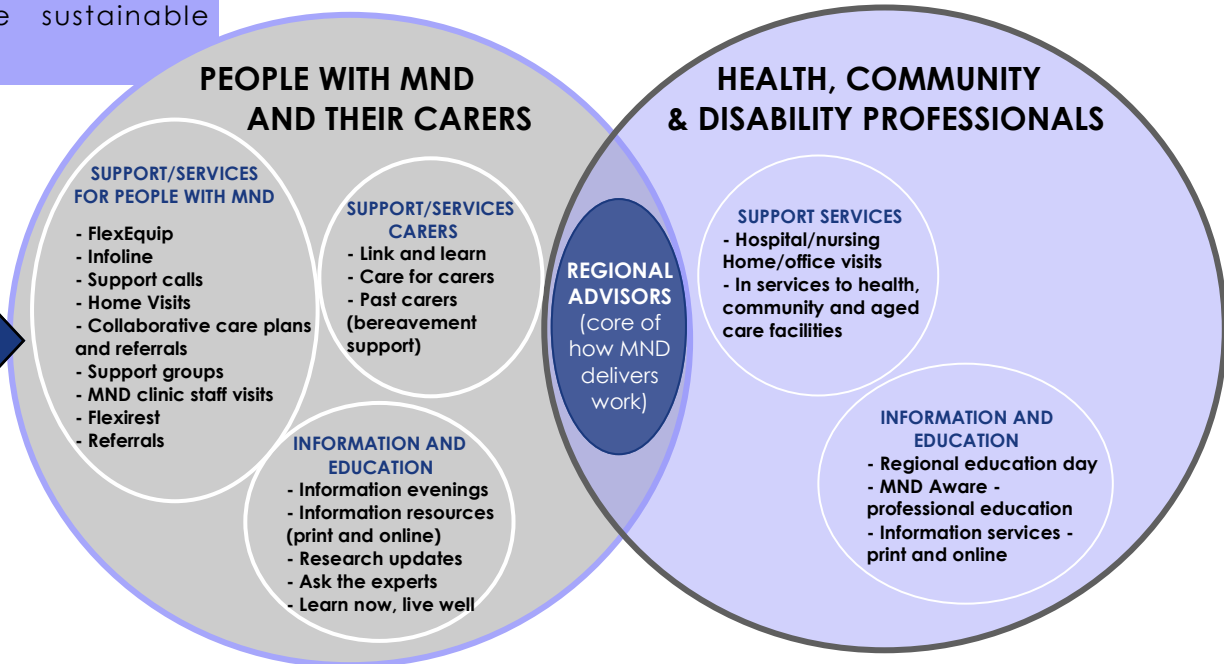 e sustainable
PEOPLE WITH MND
AND THEIR CARERS
SUPPORT/SERVICES
FOR PEOPLE WITH MND
- FlexEquip
- Infoline
- Support calls
- Home Visits
- Collaborative care plans
and referrals
- Support groups
- MND clinic staff visits
- Flexirest
- Referrals
SUPPORT/SERVICES
CARERS
- Link and learn
- Care for carers
- Past carers
(bereavement
support)
INFORMATION AND
EDUCATION
- Information evenings
- Information resources
(print and online)
- Research updates
- Ask the experts
- Learn now, live well
REGIONAL
ADVISORS
(core of
how MND
delivers
work)
HEALTH, COMMUNITY
& DISABILITY PROFESSIONALS
SUPPORT SERVICES
- Hospital/nursing
Home/office visits
- In services to health,
community and aged
care facilities
INFORMATION AND
EDUCATION
- Regional education day
- MND Aware -
professional education
- Information services -
print and online